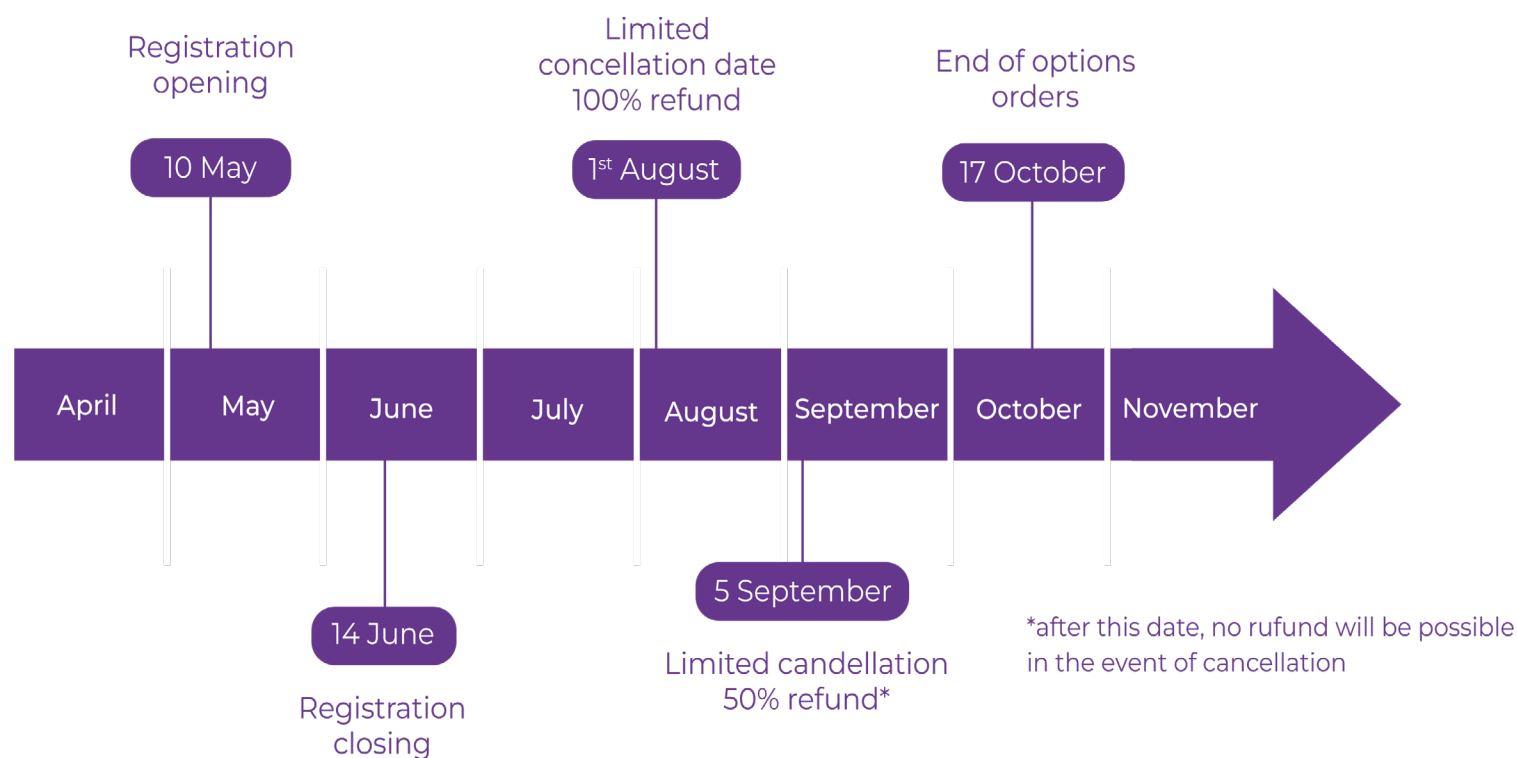 Registration
opening
10 May
Limited
concellation date
100% refund
1st August
End of options
orders
17 October
April
May
June
July
August
September
October
November
14 June
Registration
closing
5 September
Limited candellation
50% refund*
*after this date, no rufund will be possible
in the event of cancellation